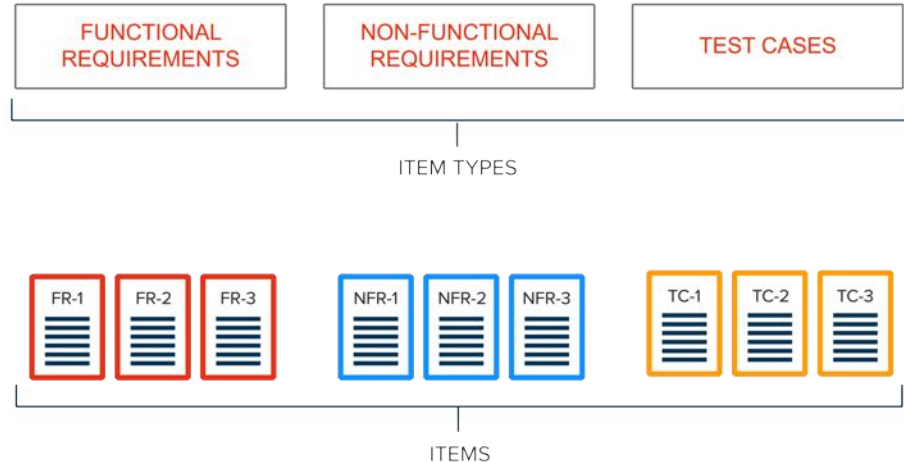 FUNCTIONAL
REQUIREMENTS
NON-FUNCTIONAL
REQUIREMENTS
TEST CASES
ITEM TYPES
FR-1
FR-2
FR-3
NFR-1
NFR-2
NFR-3
TC-1
TC-2
TC-3
ITEMS